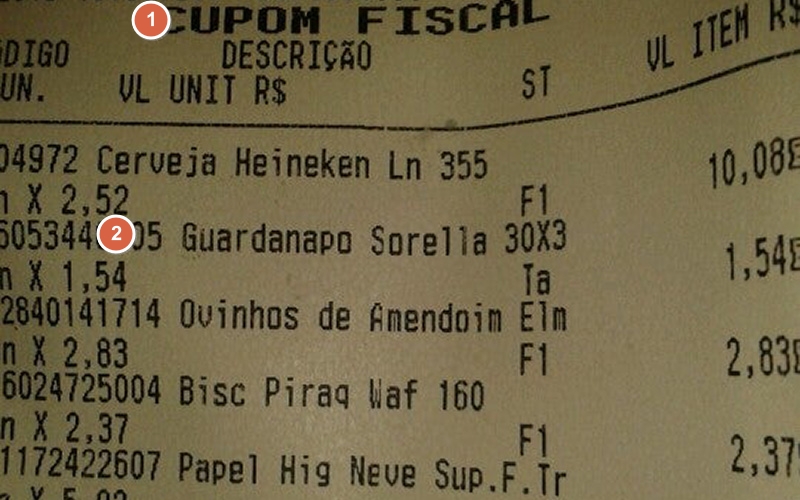 CUPOM FISCAL
DESCRIÇÃO VL ITEM R$
UN. VL UNIT R$ ST
04972 Cerveja Heineken Ln 355 10,08
n X 2,52 F1
Guardanapo Sorella 30X3 1,54
n X 1,54 Ta
2840141714 Ovinhos de Amendoim Elm
n X 2,83 F1 2,83
6024725004 Bisc Piraq Waf 160
n X 2,37 F1 2,37
1172422607 Papel Hig Neve Sup.F.Tr